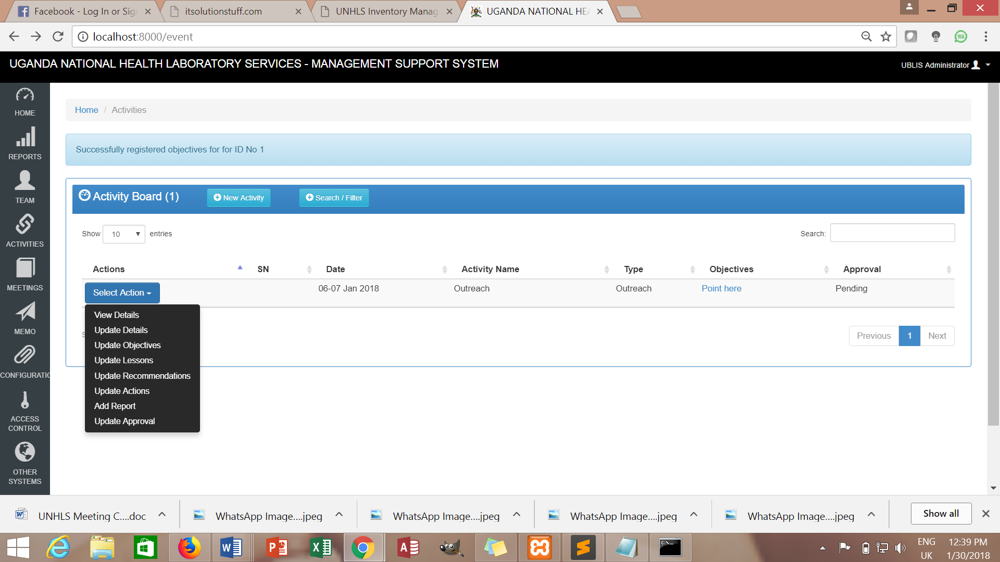 Facebook - Log In or Sig
itsolutionstuff.com
UNHLS Inventory Manag
UGANDA NATIONAL HEA
localhost:8000/event
UGANDA NATIONAL HEALTH LABORATORY SERVICES - MANAGEMENT SUPPORT SYSTEM
UBLIS Administrator
HOME
REPORTS
TEAM
ACTIVITIES
MEETINGS
MEMO
CONFIGURATIO
ACCESS
CONTROL
OTHER
SYSTEMS
Home / Activities
Successfully registered objectives for for ID No 1
Activity Board (1)
New Activity
Search / Filter
Show 10 entries
Search:
Actions SN Date Activity Name Type Objectives Approval
Select Action 06-07 Jan 2018 Outreach Outreach Point here Pending
View Details
Update Details
Update Objectives
Update Lessons
Update Recommendations
Update Actions
Add Report
Update Approval
Previous 1 Next
UNHLS Meeting C....doc
WhatsApp Image....jpeg
WhatsApp Image....jpeg
WhatsApp Image....jpeg
WhatsApp Image....jpeg
Show all
ENG
UK
12:39 PM
1/30/2018